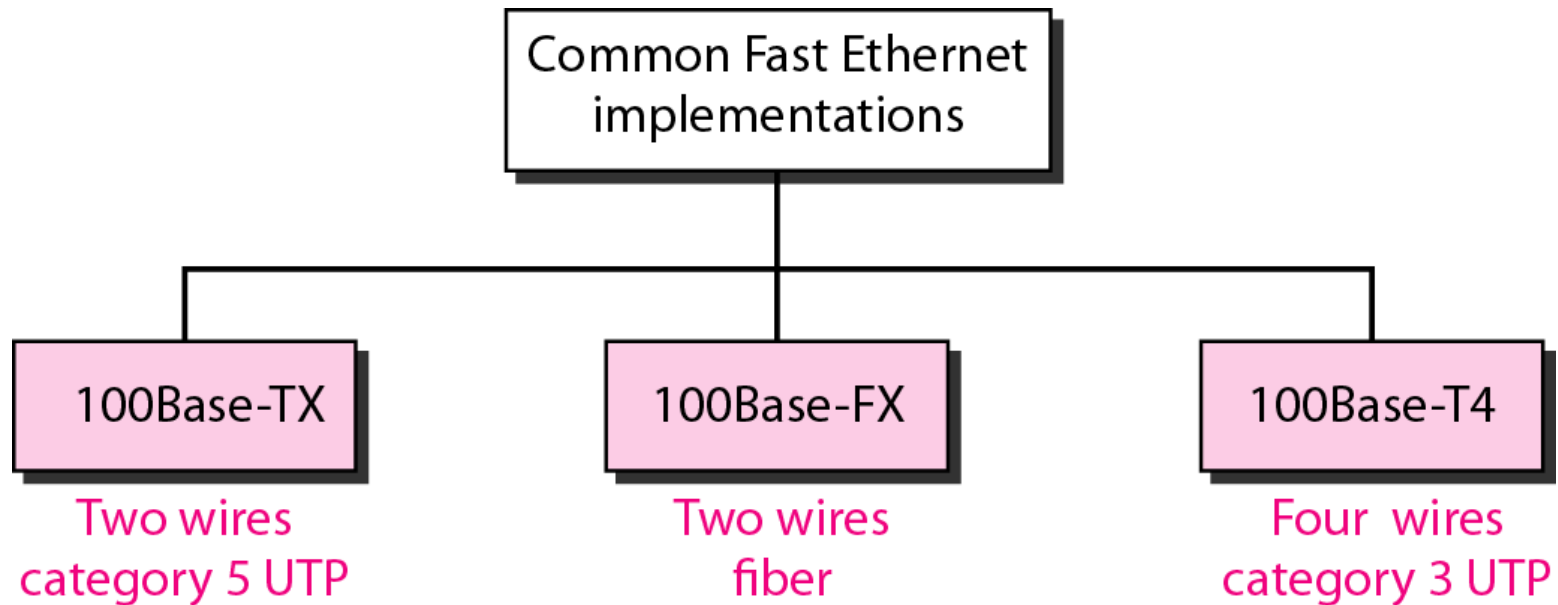 Common Fast Ethernet
implementations
100Base-TX
100Base-FX
100Base-T4
Two wires
category 5 UTP
Two wires
fiber
Four wires
category 3 UTP